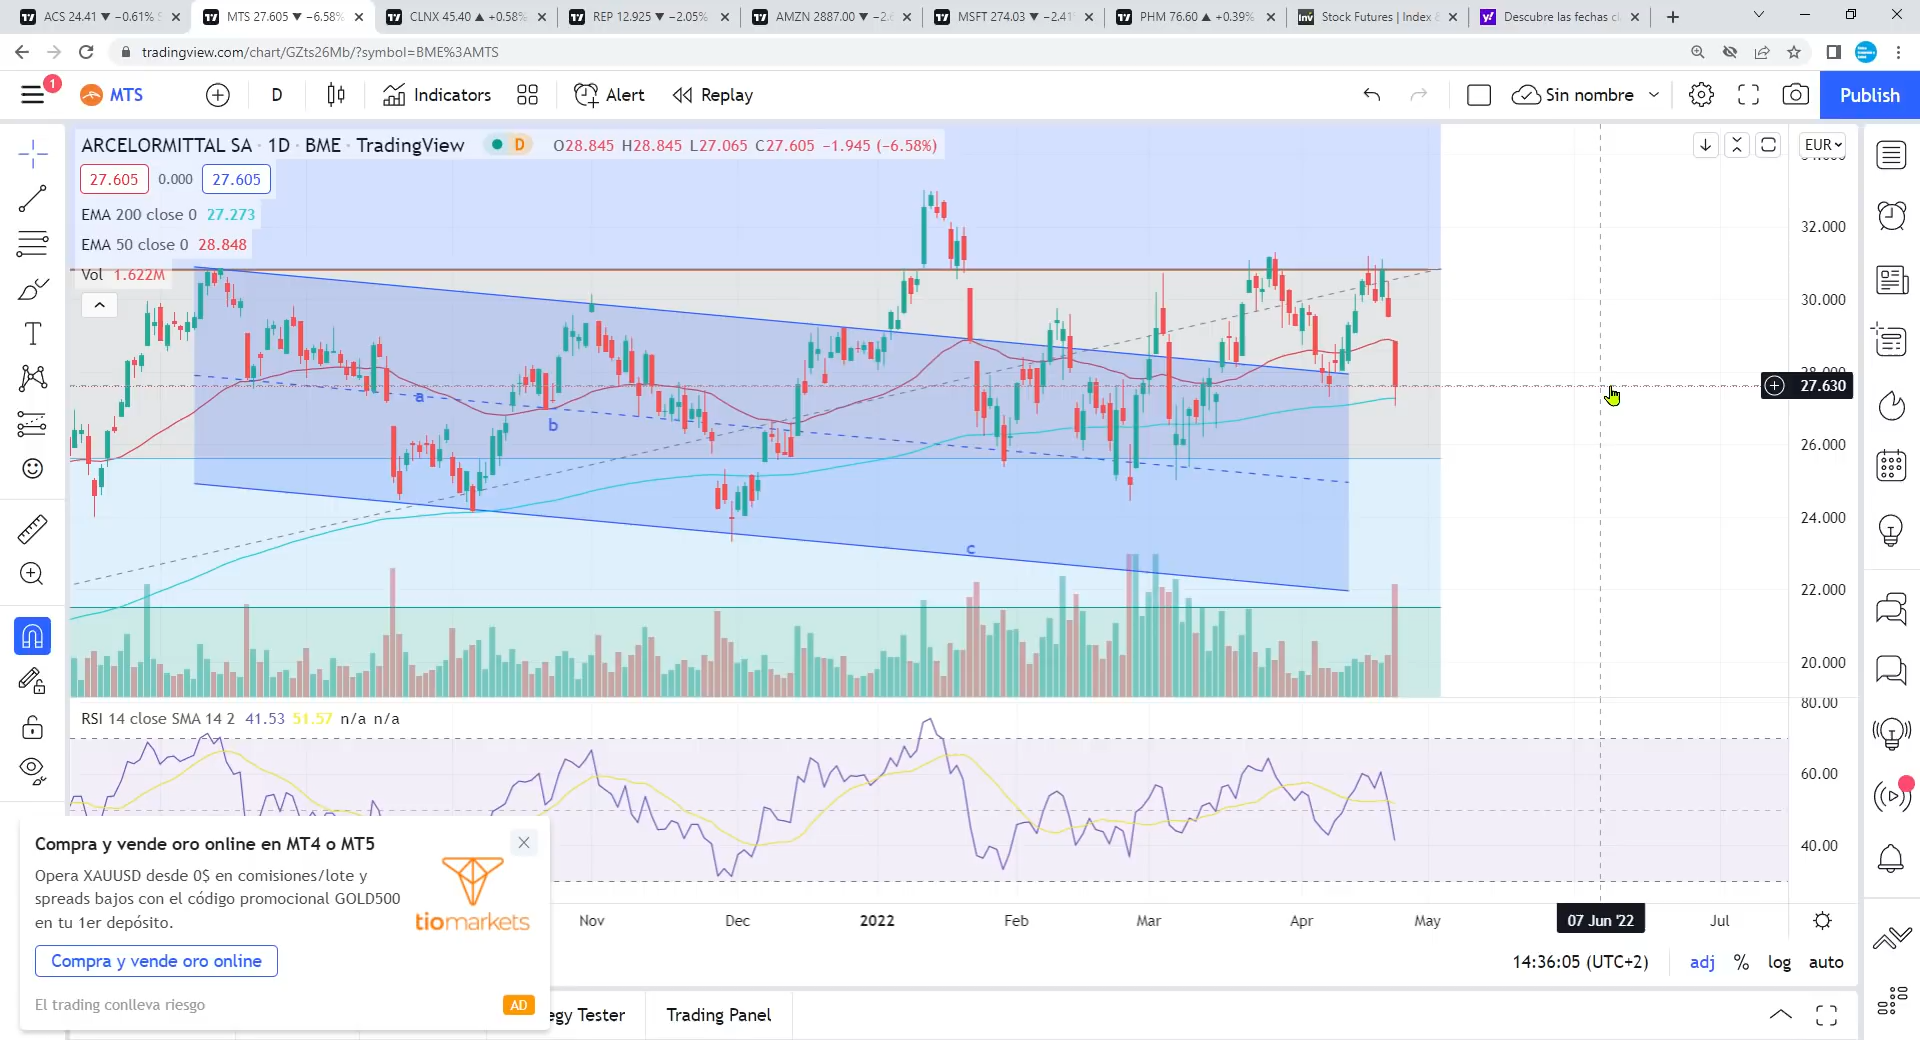 ACS 24.41 ▼ −0.61%
MTS 27.605 ▼ −6.58%
CLNX 45.40 ▲ +0.58%
REP 12.925 ▼ −2.05%
AMZN 2887.00 ▼
MSFT 274.03 ▼ −2.41
PHM 76.60 ▲ +0.39%
Inv Stock Futures | Index
y! Descubre las fechas
tradingview.com/chart/GZts26Mb/?symbol=BME%3AMTS
1
MTS
D
Indicators
Alert
Replay
Sin nombre
Publish
ARCELORMITTAL SA · 1D · BME · TradingView
D
O28.845 H28.845 L27.065 C27.605 −1.945 (−6.58%)
EUR
27.605 0.000 27.605
EMA 200 close 0 27.273
EMA 50 close 0 28.848
Vol 1.622M
32.000
30.000
27.630
26.000
24.000
22.000
20.000
a
b
c
RSI 14 close SMA 14 2 41.53 51.57 n/a n/a
80.00
60.00
40.00
Compra y vende oro online en MT4 o MT5
Opera XAUUSD desde 0$ en comisiones/lote y
spreads bajos con el código promocional GOLD500
en tu 1er depósito.
tiomarkets
Compra y vende oro online
El trading conlleva riesgo
AD
Nov Dec 2022 Feb Mar Apr May 07 Jun '22 Jul
14:36:05 (UTC+2) adj % log auto
egy Tester
Trading Panel